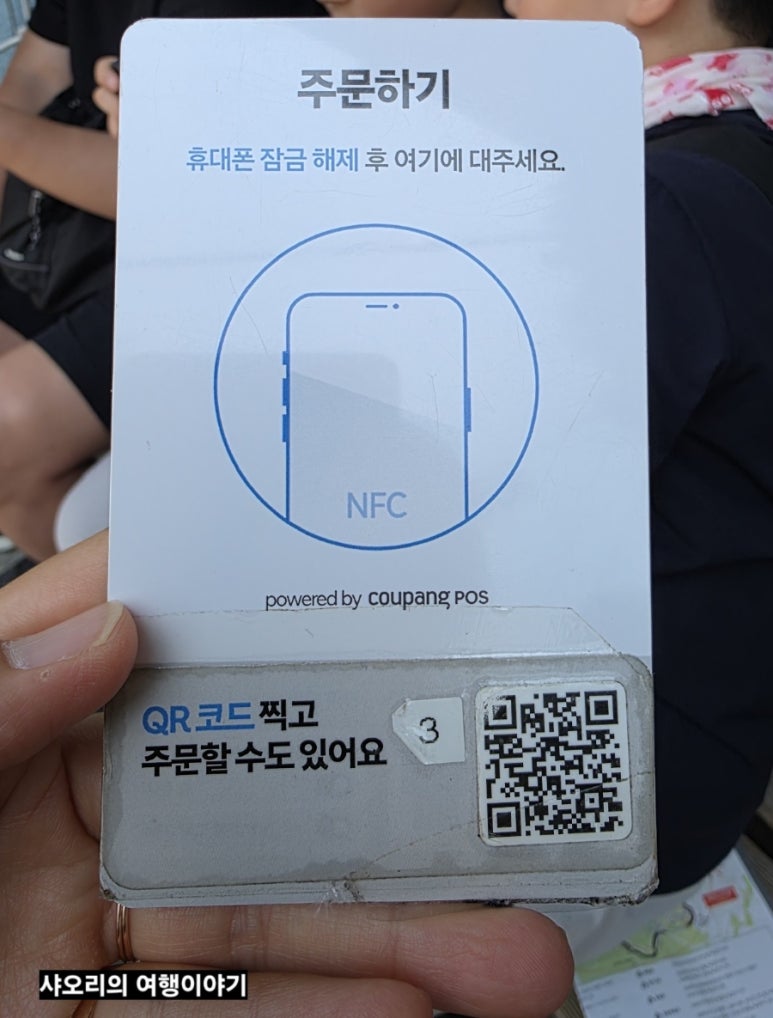 주문하기
휴대폰 잠금 해제 후 여기에 대주세요.
NFC
powered by coupang POS
QR 코드 찍고
주문할 수도 있어요
3
샤오리의 여행이야기